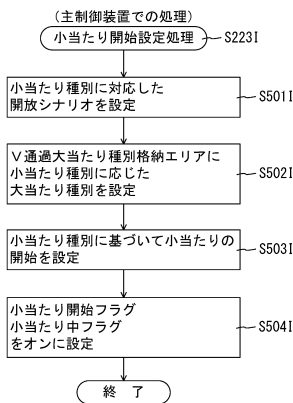 (主制御装置での処理)
小当たり開始設定処理
S223I
小当たり種別に対応した
開放シナリオを設定
S501I
V通過大当たり種別格納エリアに
小当たり種別に応じた
大当たり種別を設定
S502I
小当たり種別に基づいて小当たりの
開始を設定
S503I
小当たり開始フラグ
小当たり中フラグ
をオンに設定
S504I
終 了